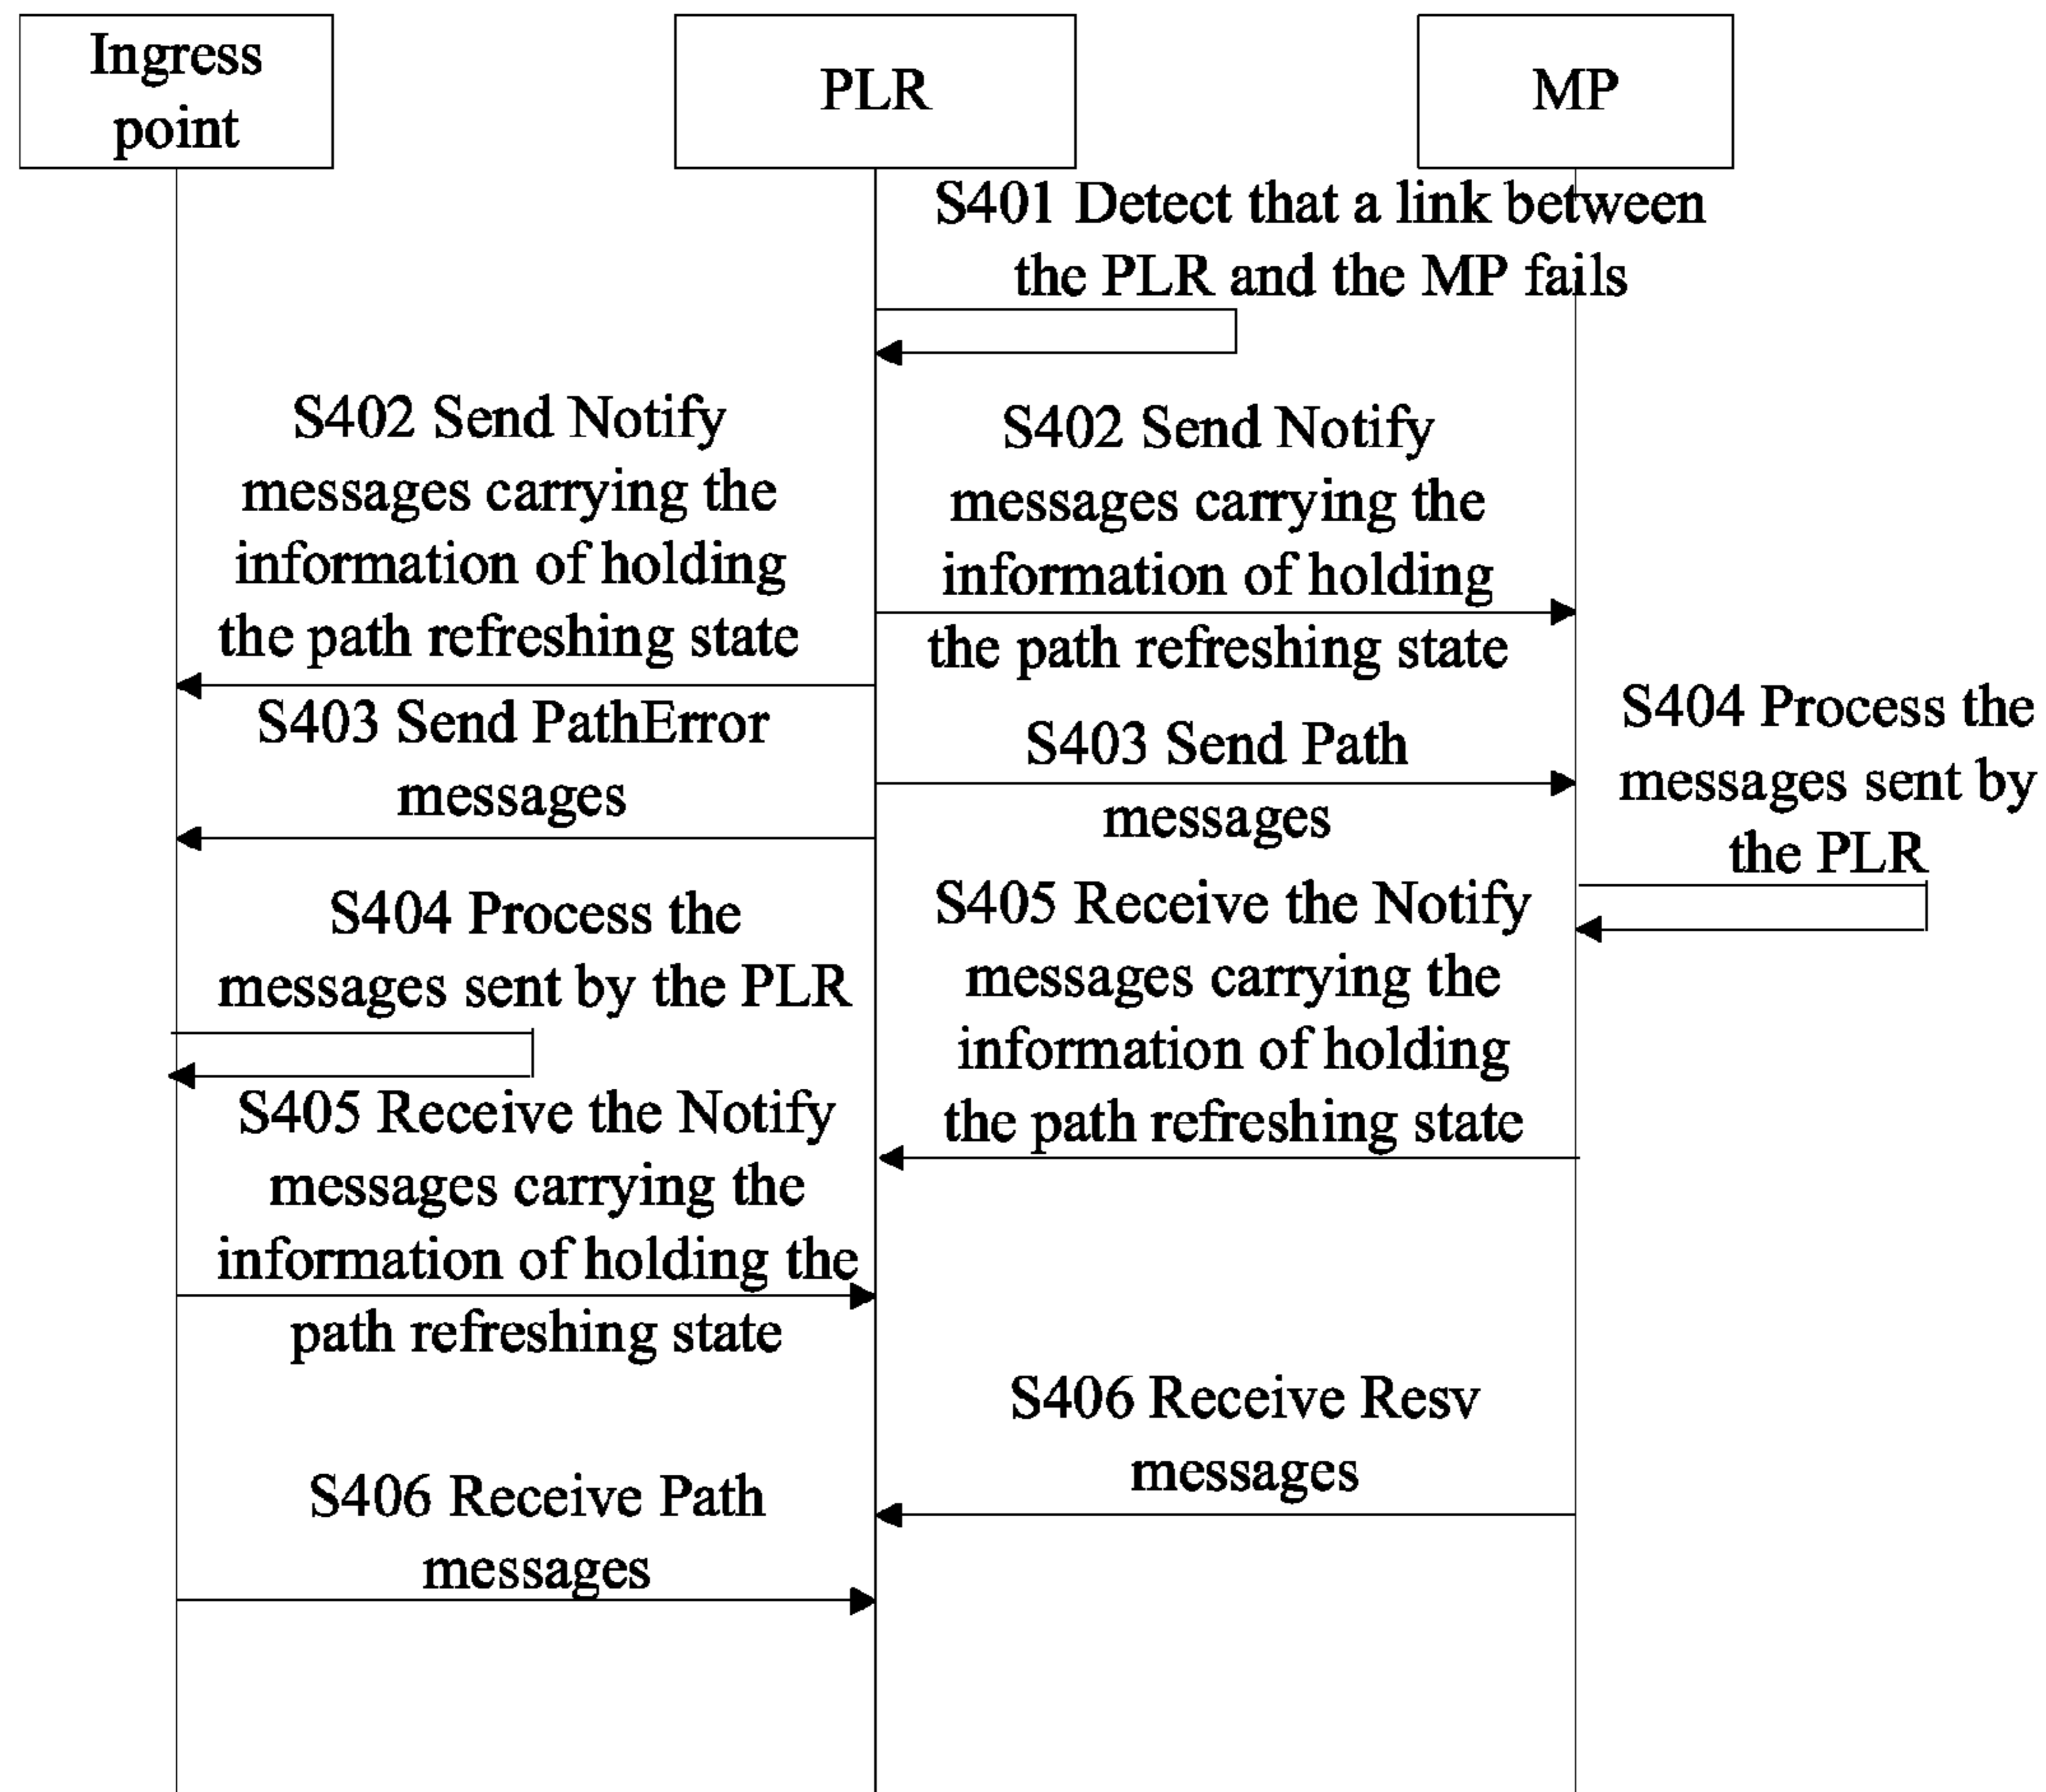 Ingress
point
PLR
MP
S401 Detect that a link between
the PLR and the MP fails
S402 Send Notify
messages carrying the
information of holding
the path refreshing state
S402 Send Notify
messages carrying the
information of holding
the path refreshing state
S403 Send PathError
messages
S403 Send Path
messages
S404 Process the
messages sent by
the PLR
S404 Process the
messages sent by the PLR
S405 Receive the Notify
messages carrying the
information of holding
the path refreshing state
S405 Receive the Notify
messages carrying the
information of holding the
path refreshing state
S406 Receive Resv
messages
S406 Receive Path
messages